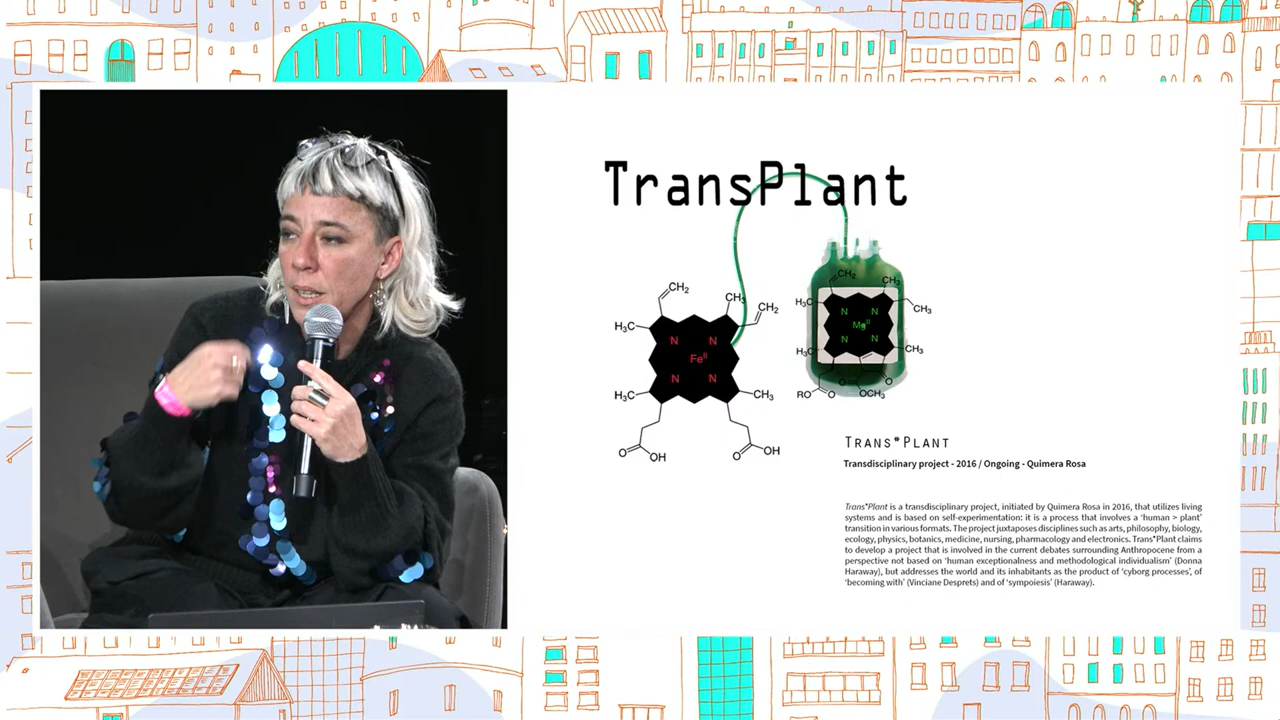 TransPlant
CH₂
CH₃
CH₂
H₃C
N
N
Feᴵᴵ
N
N
H₃C
CH₃
O
OH
O
OH
CH₂
CH₃
H₃C
CH₃
N
N
Mgᴵᴵ
N
N
H₃C
CH₃
O
O
RO
O
OCH₃
Trans*Plant
Transdisciplinary project - 2016 / Ongoing - Quimera Rosa
Trans*Plant is a transdisciplinary project, initiated by Quimera Rosa in 2016, that utilizes living
systems and is based on self-experimentation: it is a process that involves a 'human > plant'
transition in various formats. The project juxtaposes disciplines such as arts, philosophy, biology,
ecology, physics, botanics, medicine, nursing, pharmacology and electronics. Trans*Plant claims
to develop a project that is involved in the current debates surrounding Anthropocene from a
perspective not based on 'human exceptionalness and methodological individualism' (Donna
Haraway), but addresses the world and its inhabitants as the product of 'cyborg processes', of
'becoming with' (Vinciane Desprets) and of 'sympoiesis' (Haraway).